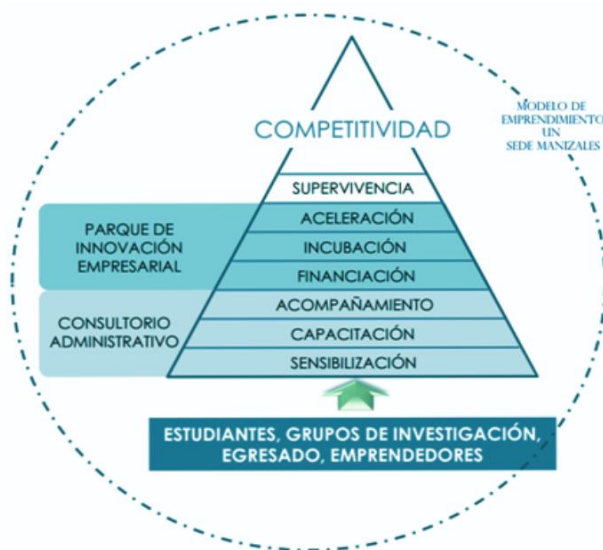 MODELO DE
EMPRENDIMIENTO
UN
SEDE MANIZALES
COMPETITIVIDAD
SUPERVIVENCIA
PARQUE DE
INNOVACIÓN
EMPRESARIAL
ACELERACIÓN
INCUBACIÓN
FINANCIACIÓN
CONSULTORIO
ADMINISTRATIVO
ACOMPAÑAMIENTO
CAPACITACIÓN
SENSIBILIZACIÓN
ESTUDIANTES, GRUPOS DE INVESTIGACIÓN,
EGRESADO, EMPRENDEDORES